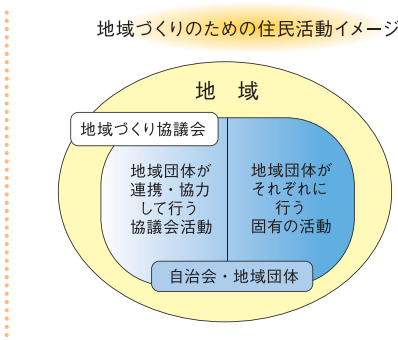 地域づくりのための住民活動イメージ
地　域
地域づくり協議会
地域団体が
連携・協力
して行う
協議会活動
地域団体が
それぞれに
行う
固有の活動
自治会・地域団体